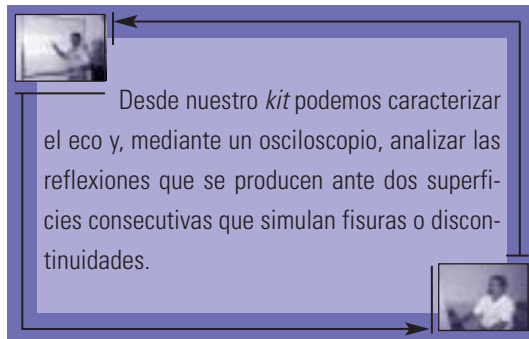 Desde nuestro kit podemos caracterizar
el eco y, mediante un osciloscopio, analizar las
reflexiones que se producen ante dos superfi-
cies consecutivas que simulan fisuras o discon-
tinuidades.